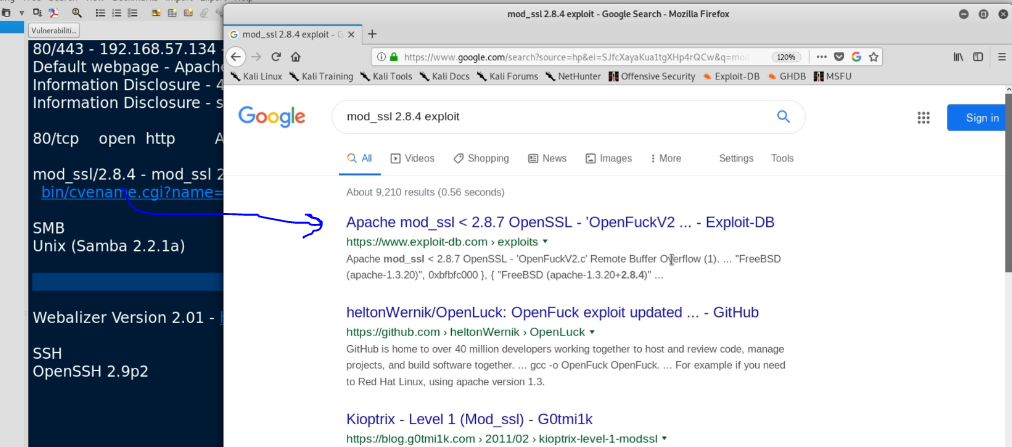 mod_ssl 2.8.4 exploit - Google Search - Mozilla Firefox
Vulnerabiliti...
80/443 - 192.168.57.134 -
Default webpage - Apache
Information Disclosure - 4
Information Disclosure - s
80/tcp open http A
mod_ssl/2.8.4 - mod_ssl 2
bin/cvename.cgi?name=
SMB
Unix (Samba 2.2.1a)
Webalizer Version 2.01 -
SSH
OpenSSH 2.9p2
mod_ssl 2.8.4 exploit - G
https://www.google.com/search?source=hp&ei=SJfcXayaKua1tgXHp4rQCw&q=mo
120%
Kali Linux Kali Training Kali Tools Kali Docs Kali Forums NetHunter Offensive Security Exploit-DB GHDB MSFU
Google
mod_ssl 2.8.4 exploit
Sign in
All Videos Shopping News Images More Settings Tools
About 9,210 results (0.56 seconds)
Apache mod_ssl < 2.8.7 OpenSSL - 'OpenFuckV2 ... - Exploit-DB
https://www.exploit-db.com › exploits
Apache mod_ssl < 2.8.7 OpenSSL - 'OpenFuckV2.c' Remote Buffer Overflow (1). ... "FreeBSD
(apache-1.3.20)", 0xbfbfc000 }, { "FreeBSD (apache-1.3.20+2.8.4)" ...
heltonWernik/OpenLuck: OpenFuck exploit updated ... - GitHub
https://github.com › heltonWernik › OpenLuck
GitHub is home to over 40 million developers working together to host and review code, manage
projects, and build software together. ... gcc -o OpenFuck OpenFuck. ... For example if you need
to Red Hat Linux, using apache version 1.3.
Kioptrix - Level 1 (Mod_ssl) - G0tmi1k
https://blog.g0tmi1k.com › 2011/02 › kioptrix-level-1-modssl